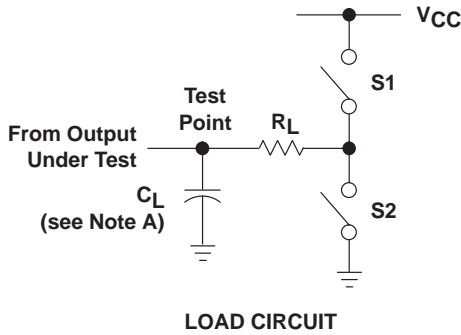 VCC
S1
Test
Point
RL
From Output
Under Test
CL
(see Note A)
S2
LOAD CIRCUIT